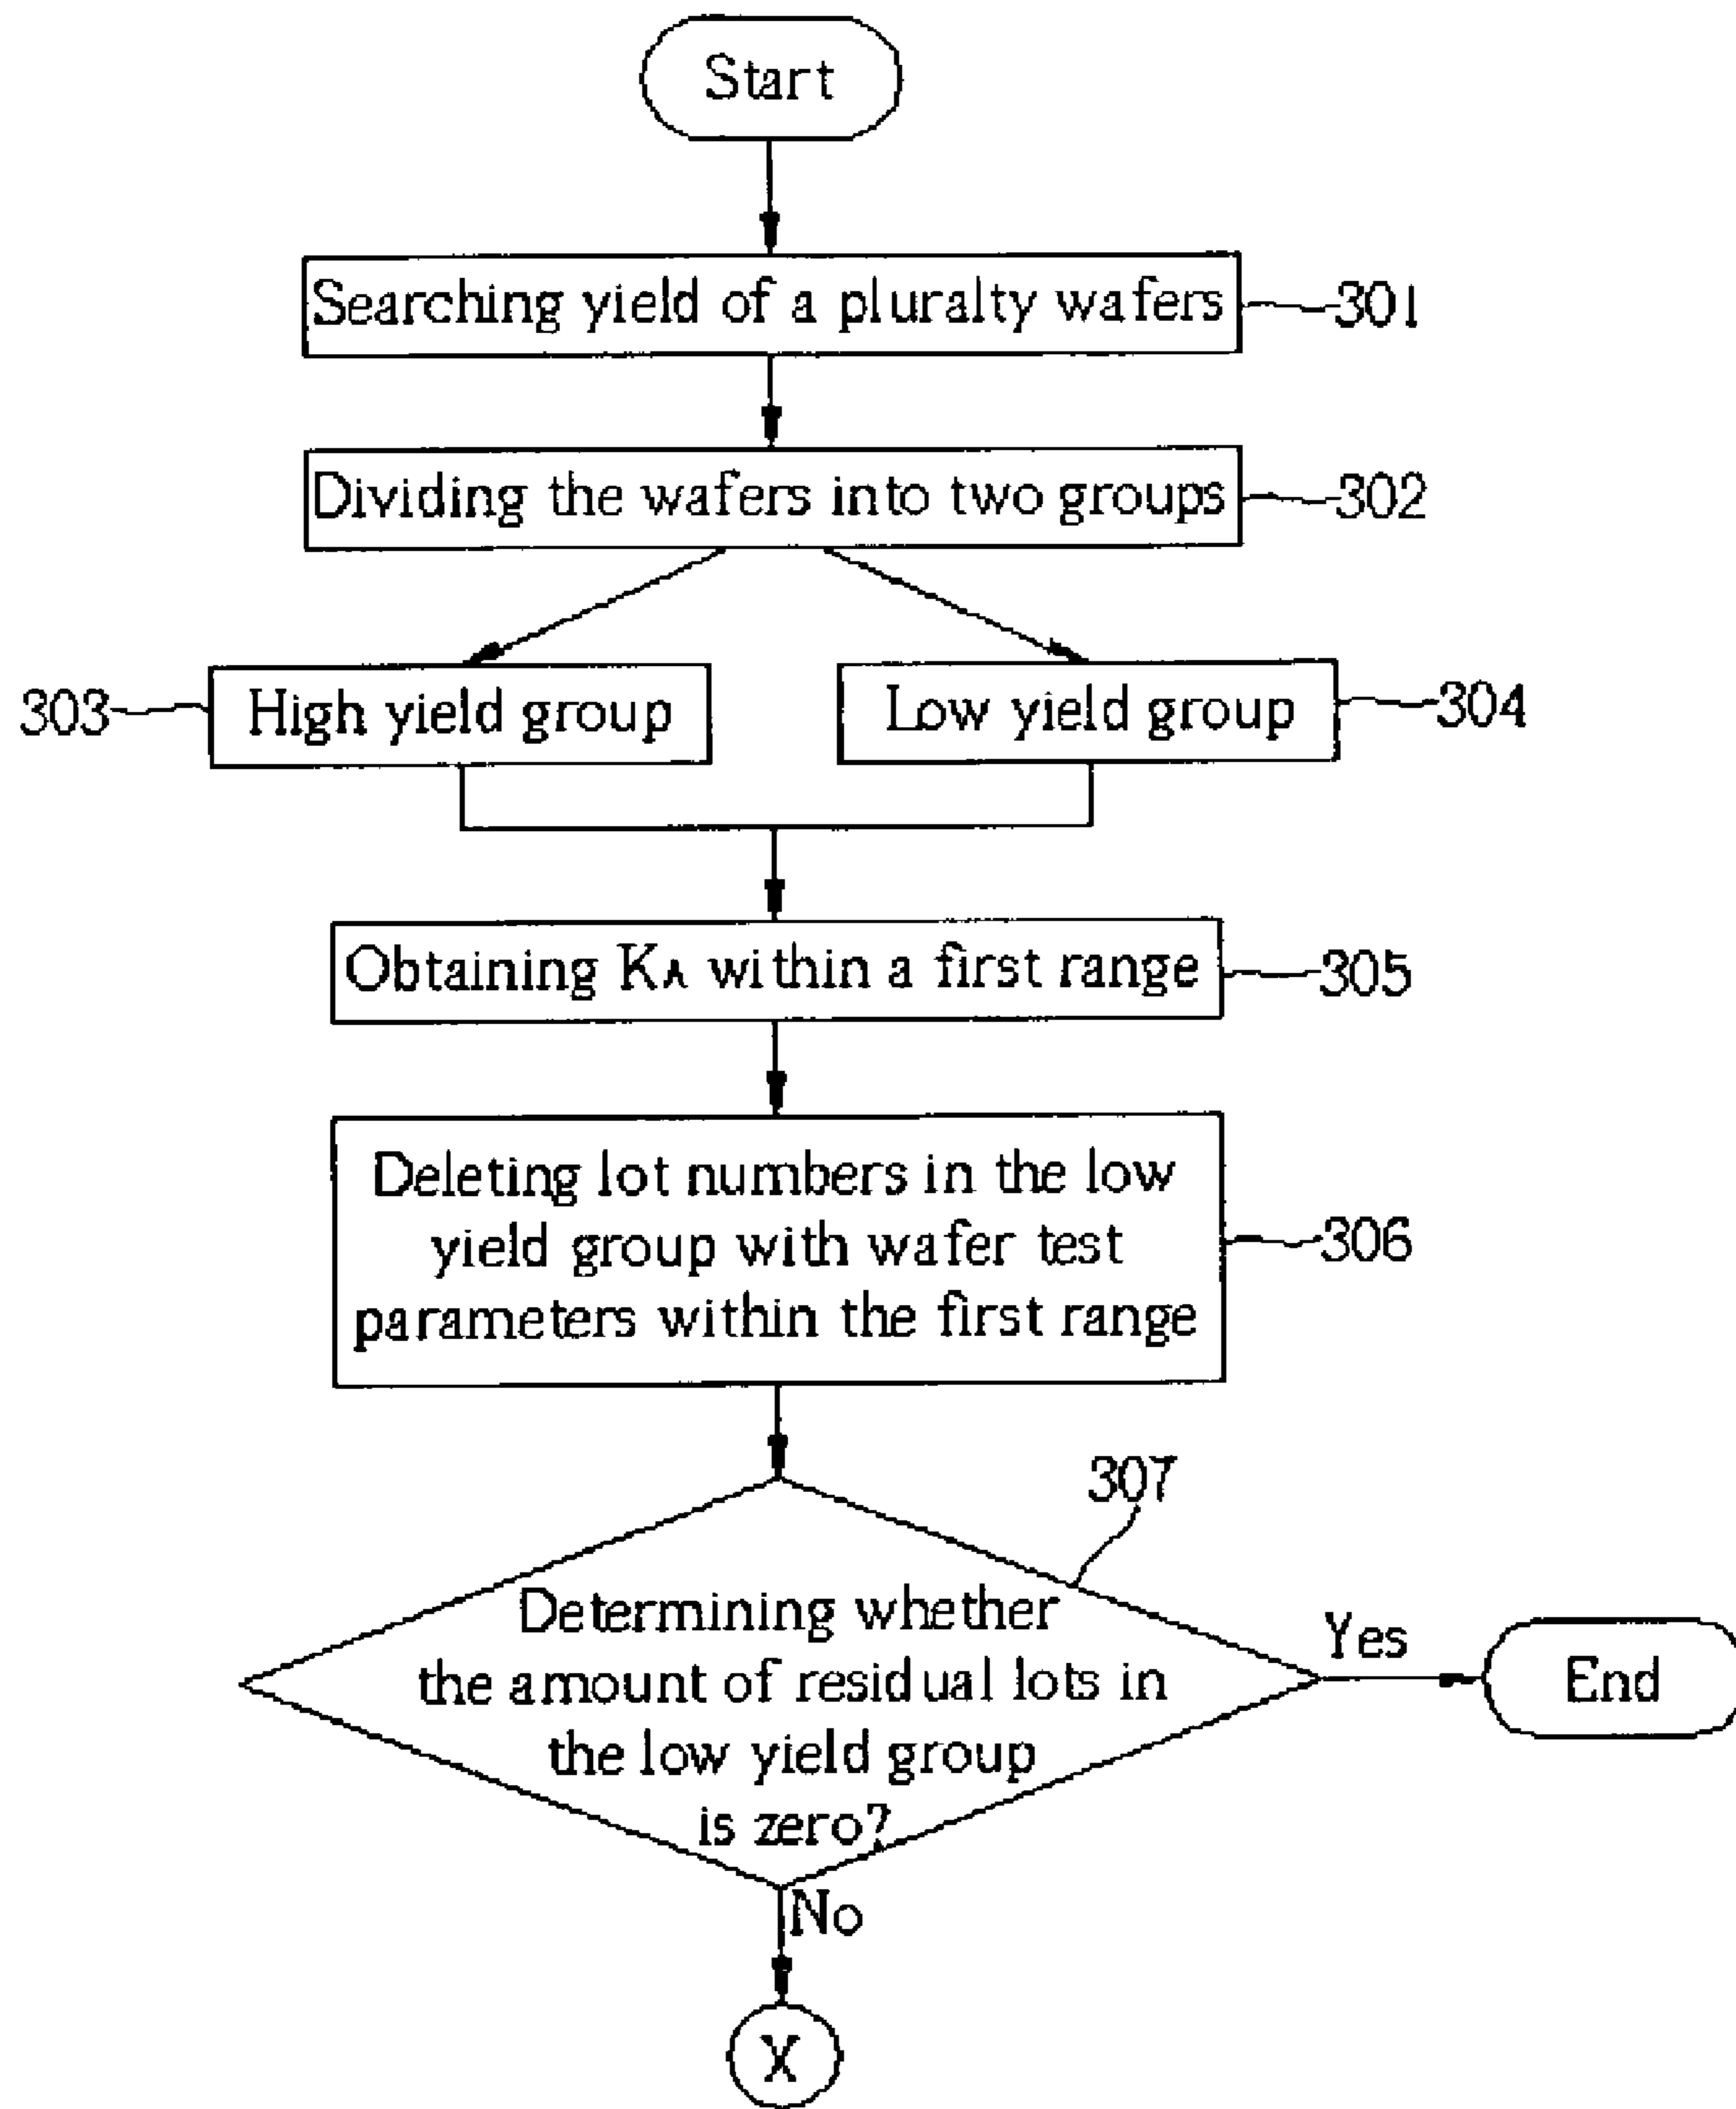 Start
Searching yield of a pluralty wafers
301
Dividing the wafers into two groups
302
303
High yield group
Low yield group
304
Obtaining KA within a first range
305
Deleting lot numbers in the low
yield group with wafer test
parameters within the first range
306
307
Determining whether
the amount of residual lots in
the low yield group
is zero?
Yes
End
No
X